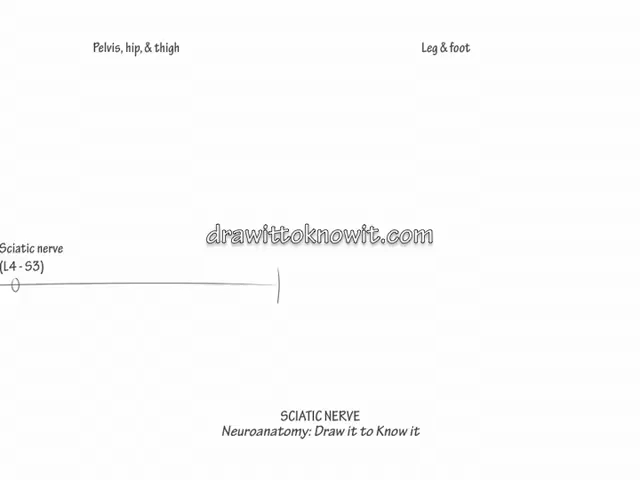 Pelvis, hip, & thigh
Leg & foot
drawittoknowit.com
Sciatic nerve
(L4 - S3)
SCIATIC NERVE
Neuroanatomy: Draw it to Know it